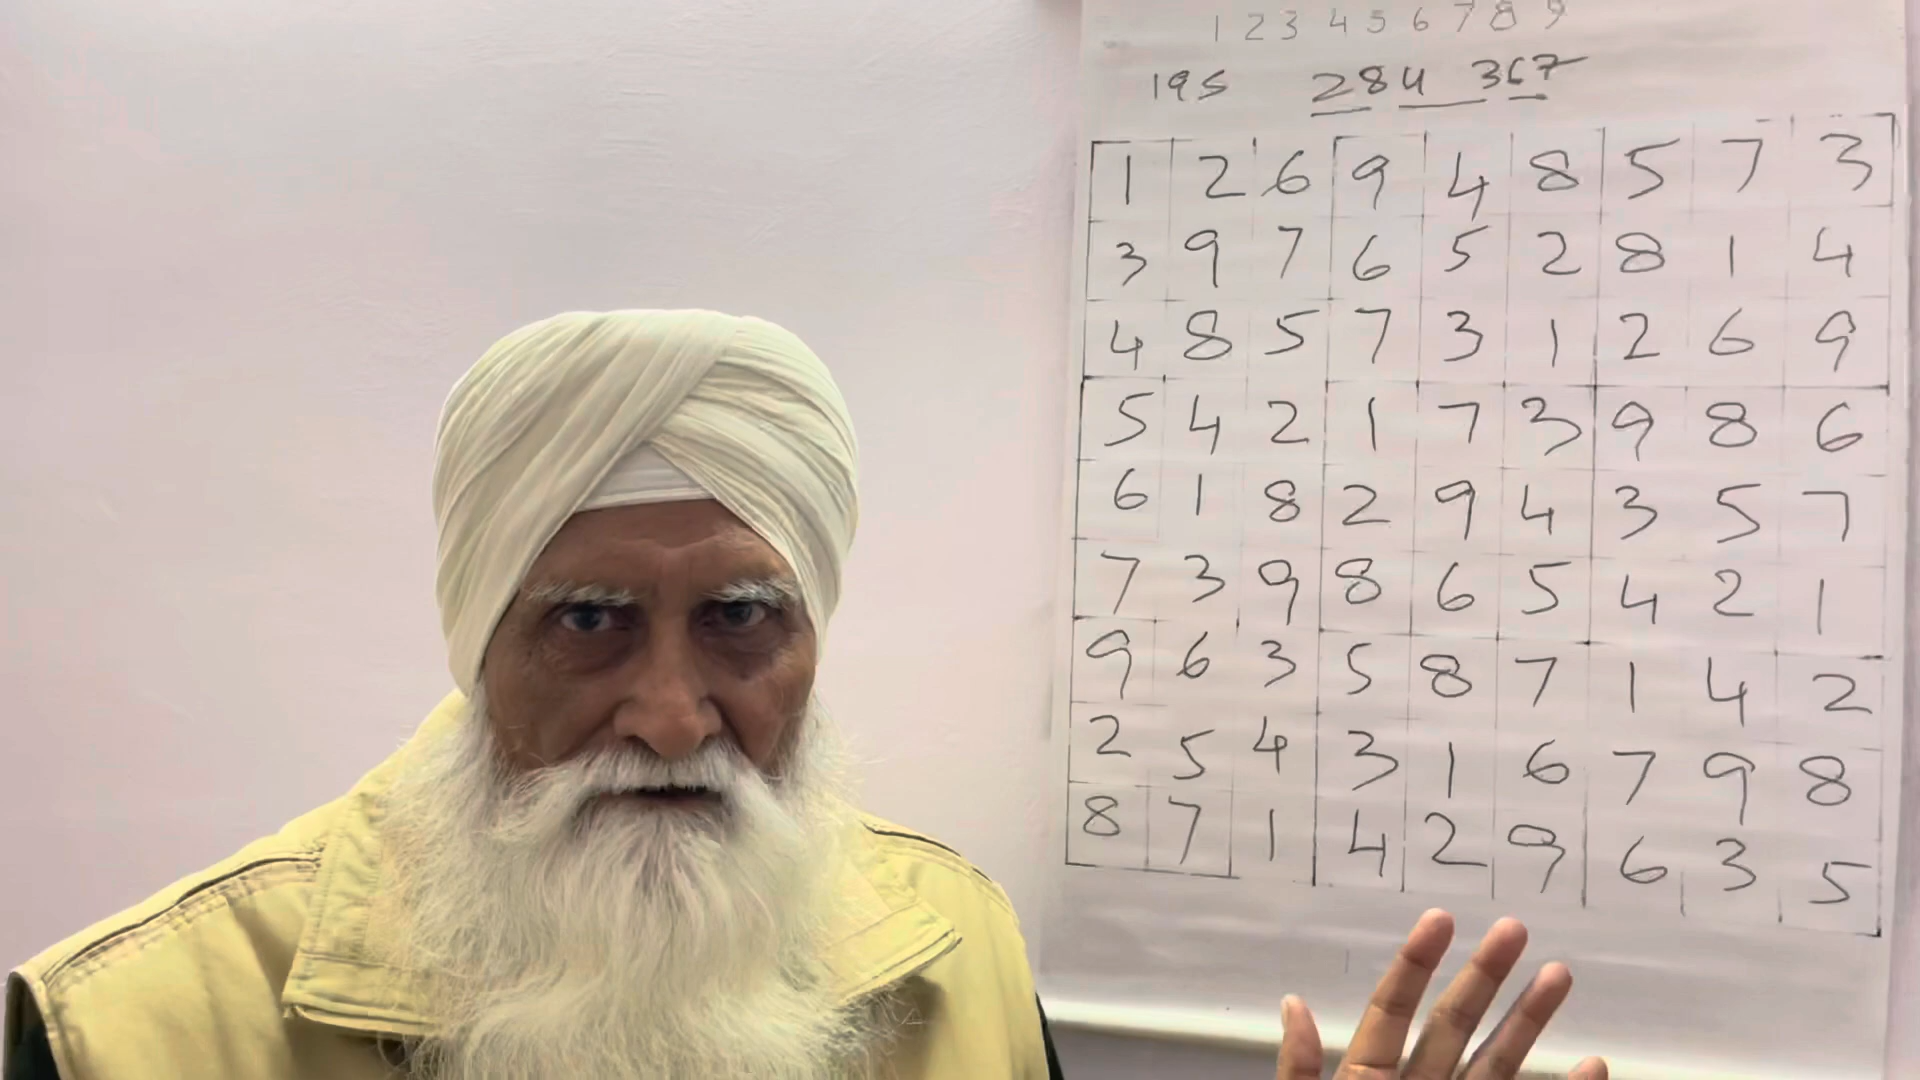 1 2 3 4 5 6 7 8 9
195 284 367
1 2 6 9 4 8 5 7 3
3 9 7 6 5 2 8 1 4
4 8 5 7 3 1 2 6 9
5 4 2 1 7 3 9 8 6
6 1 8 2 9 4 3 5 7
7 3 9 8 6 5 4 2 1
9 6 3 5 8 7 1 4 2
2 5 4 3 1 6 7 9 8
8 7 1 4 2 9 6 3 5